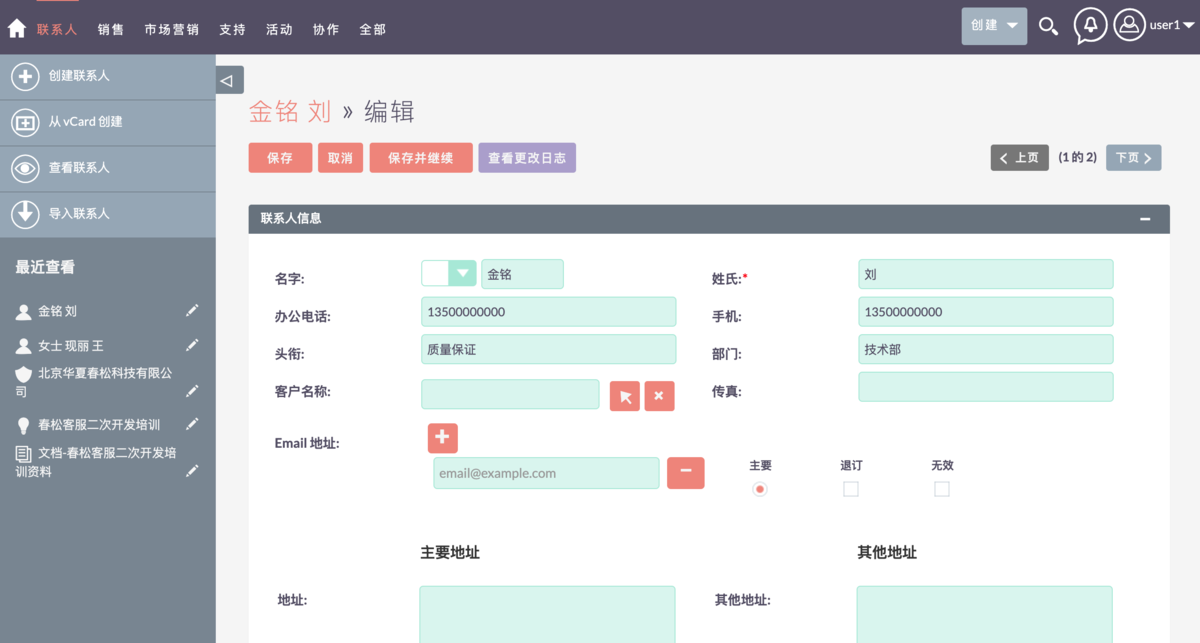 联系人 销售 市场营销 支持 活动 协作 全部 创建 user1
创建联系人
从 vCard 创建
查看联系人
导入联系人
最近查看
金铭 刘
女士 现丽 王
北京华夏春松科技有限公
司
春松客服二次开发培训
文档-春松客服二次开发培
训资料
金铭 刘 » 编辑
保存 取消 保存并继续 查看更改日志 上页 (1 的 2) 下页
联系人信息
名字: 金铭 姓氏:* 刘
办公电话: 13500000000 手机: 13500000000
头衔: 质量保证 部门: 技术部
客户名称: 传真:
Email 地址:
主要 退订 无效
email@example.com
主要地址 其他地址
地址: 其他地址: